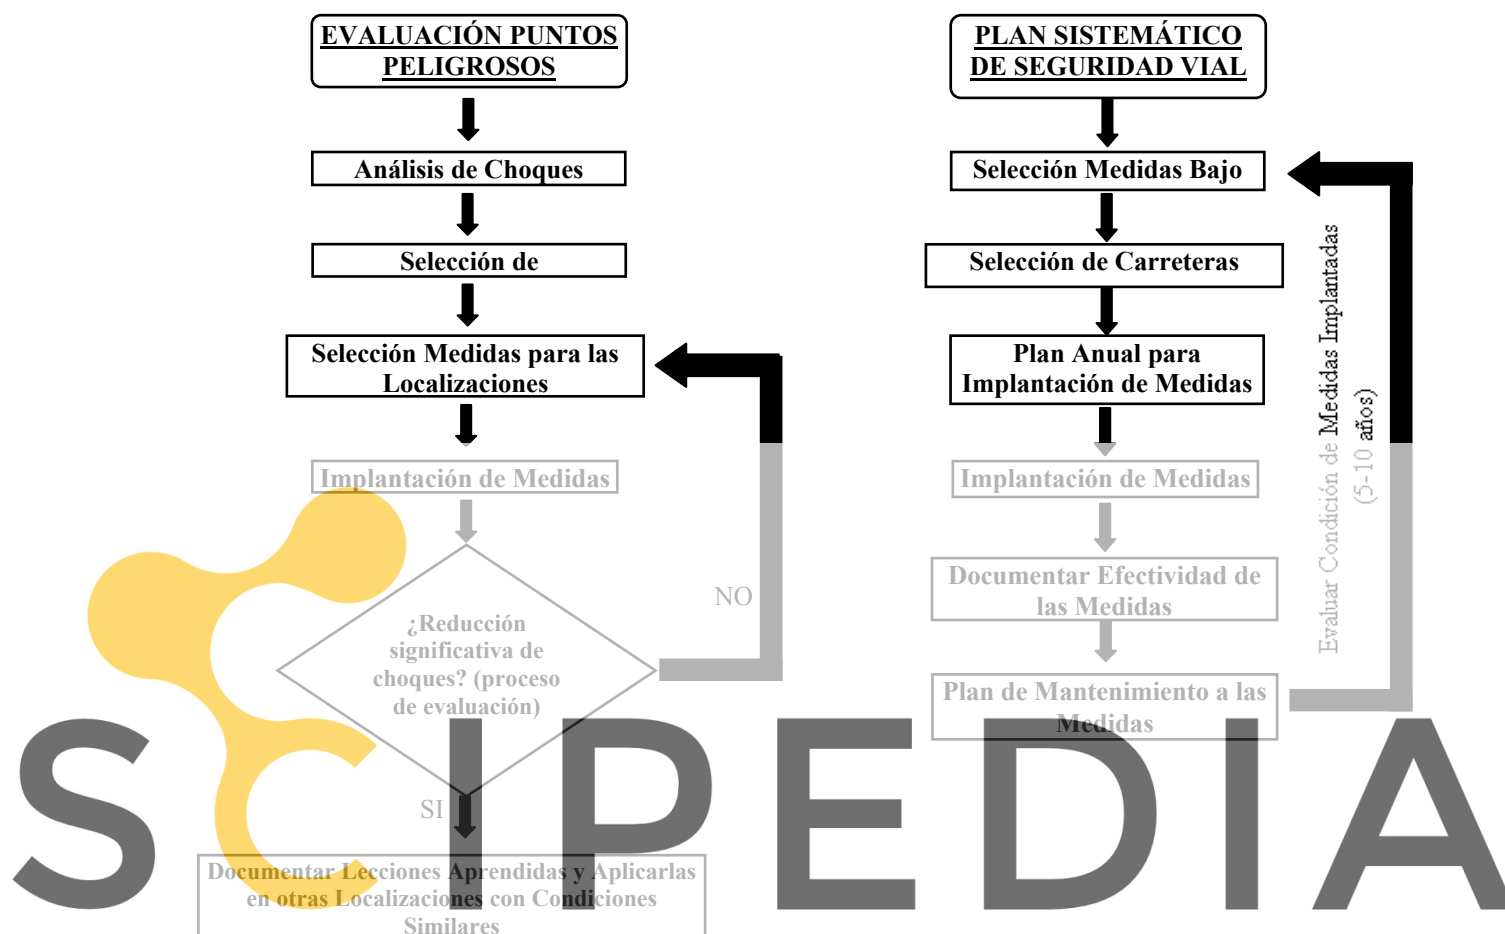 EVALUACIÓN PUNTOS
PELIGROSOS
Análisis de Choques
Selección de
Selección Medidas para las
Localizaciones
Implantación de Medidas
¿Reducción
significativa de
choques? (proceso
de evaluación)
NO
SI
Documentar Lecciones Aprendidas y Aplicarlas
en otras Localizaciones con Condiciones
Similares
PLAN SISTEMÁTICO
DE SEGURIDAD VIAL
Selección Medidas Bajo
Selección de Carreteras
Plan Anual para
Implantación de Medidas
Implantación de Medidas
Documentar Efectividad de
las Medidas
Plan de Mantenimiento a las
Medidas
Evaluar Condición de Medidas Implantadas
(5-10 años)
SCIPEDIA